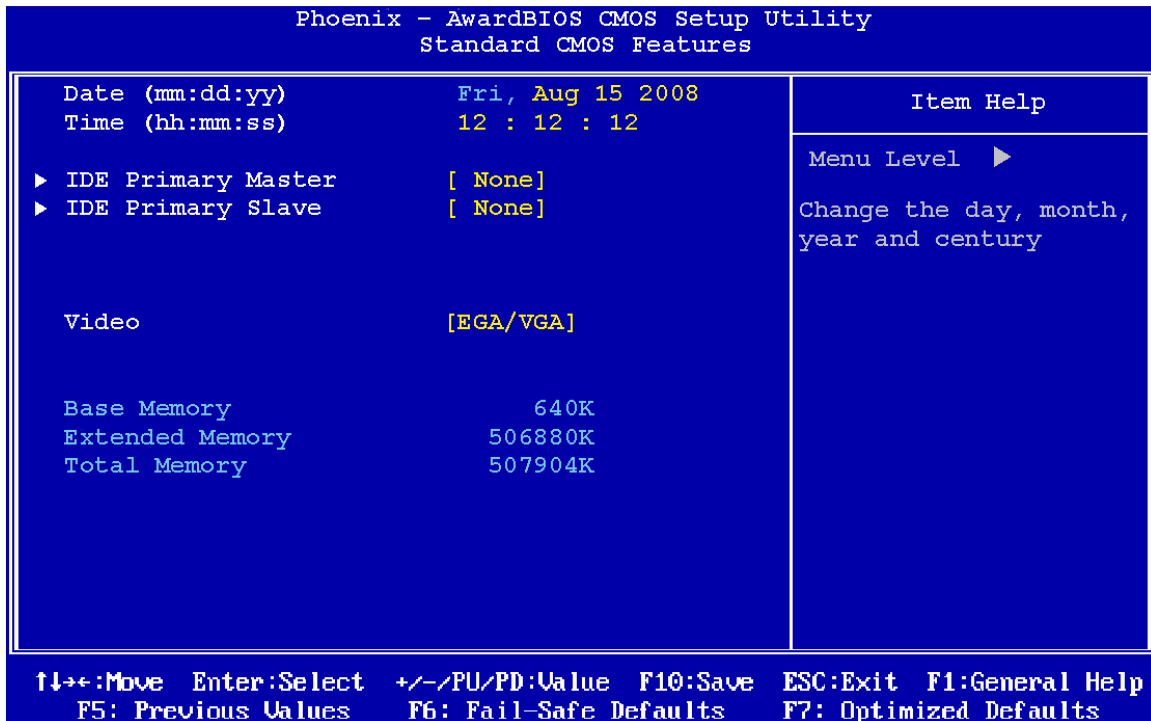 Phoenix - AwardBIOS CMOS Setup Utility
Standard CMOS Features
Date (mm:dd:yy) Fri, Aug 15 2008
Time (hh:mm:ss) 12 : 12 : 12
IDE Primary Master [ None]
IDE Primary Slave [ None]
Video [EGA/VGA]
Base Memory 640K
Extended Memory 506880K
Total Memory 507904K
Item Help
Menu Level ▶
Change the day, month,
year and century
↑↓→←:Move Enter:Select +/-/PU/PD:Value F10:Save ESC:Exit F1:General Help
F5: Previous Values F6: Fail-Safe Defaults F7: Optimized Defaults